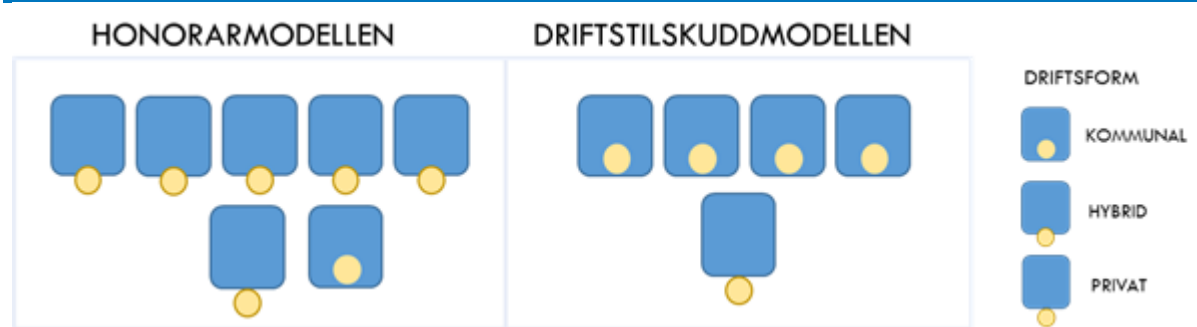 HONORARMODELLEN
DRIFTSTILSKUDDMODELLEN
DRIFTSFORM
KOMMUNAL
HYBRID
PRIVAT